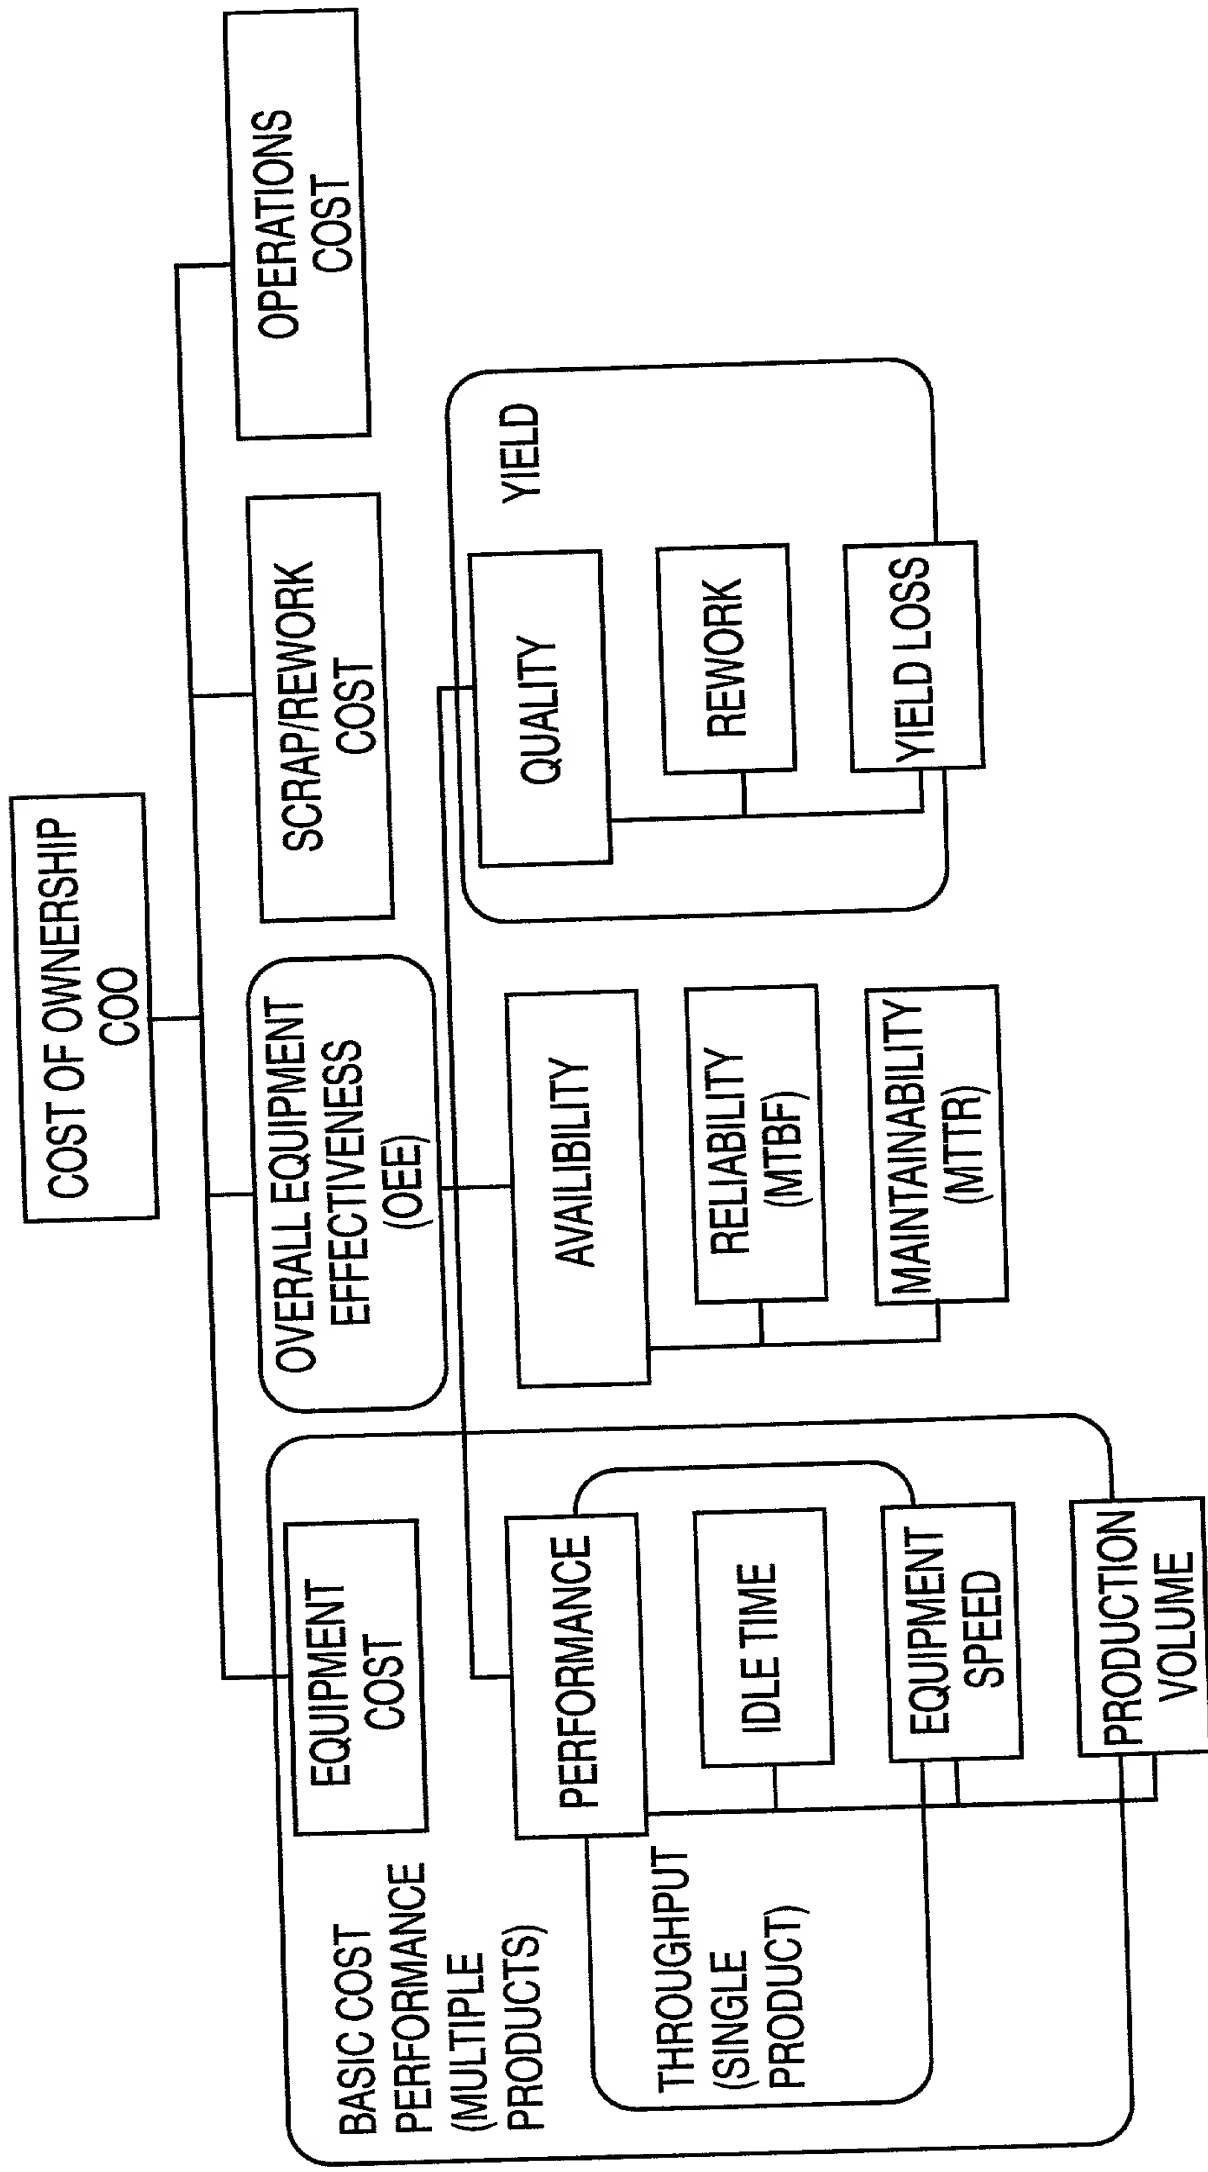 COST OF OWNERSHIP
COO
EQUIPMENT
COST
OVERALL EQUIPMENT
EFFECTIVENESS
(OEE)
SCRAP/REWORK
COST
OPERATIONS
COST
BASIC COST
PERFORMANCE
(MULTIPLE
PRODUCTS)
PERFORMANCE
IDLE TIME
EQUIPMENT
SPEED
PRODUCTION
VOLUME
THROUGHPUT
(SINGLE
PRODUCT)
AVAILIBILITY
RELIABILITY
(MTBF)
MAINTAINABILITY
(MTTR)
QUALITY
REWORK
YIELD LOSS
YIELD